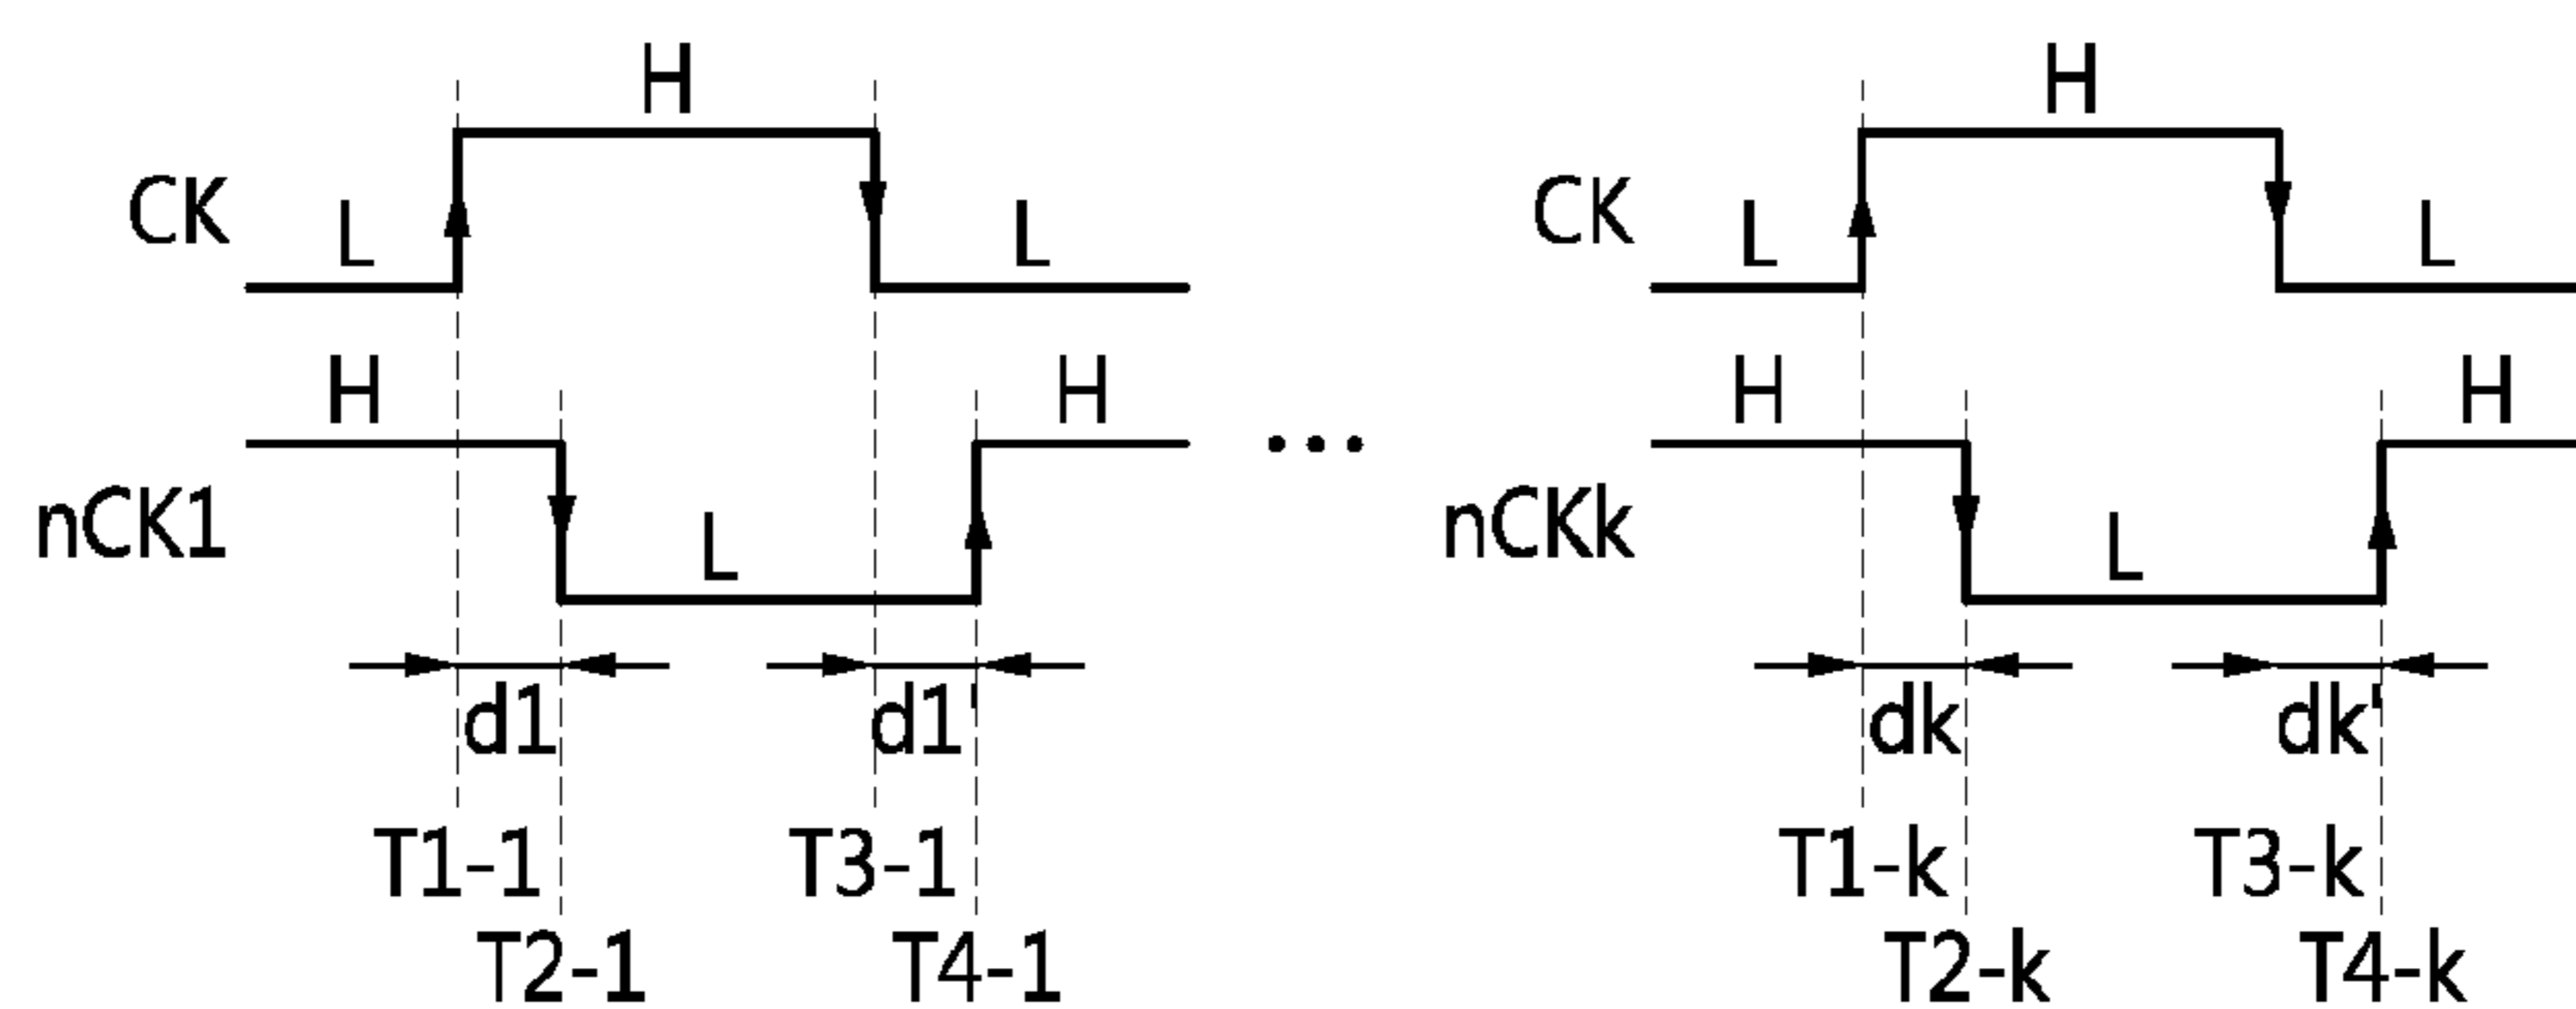 H H
CK L L CK L L
H H H H
nCK1 L ... nCKk L
d1 d1' dk dk'
T1-1 T3-1 T1-k T3-k
T2-1 T4-1 T2-k T4-k